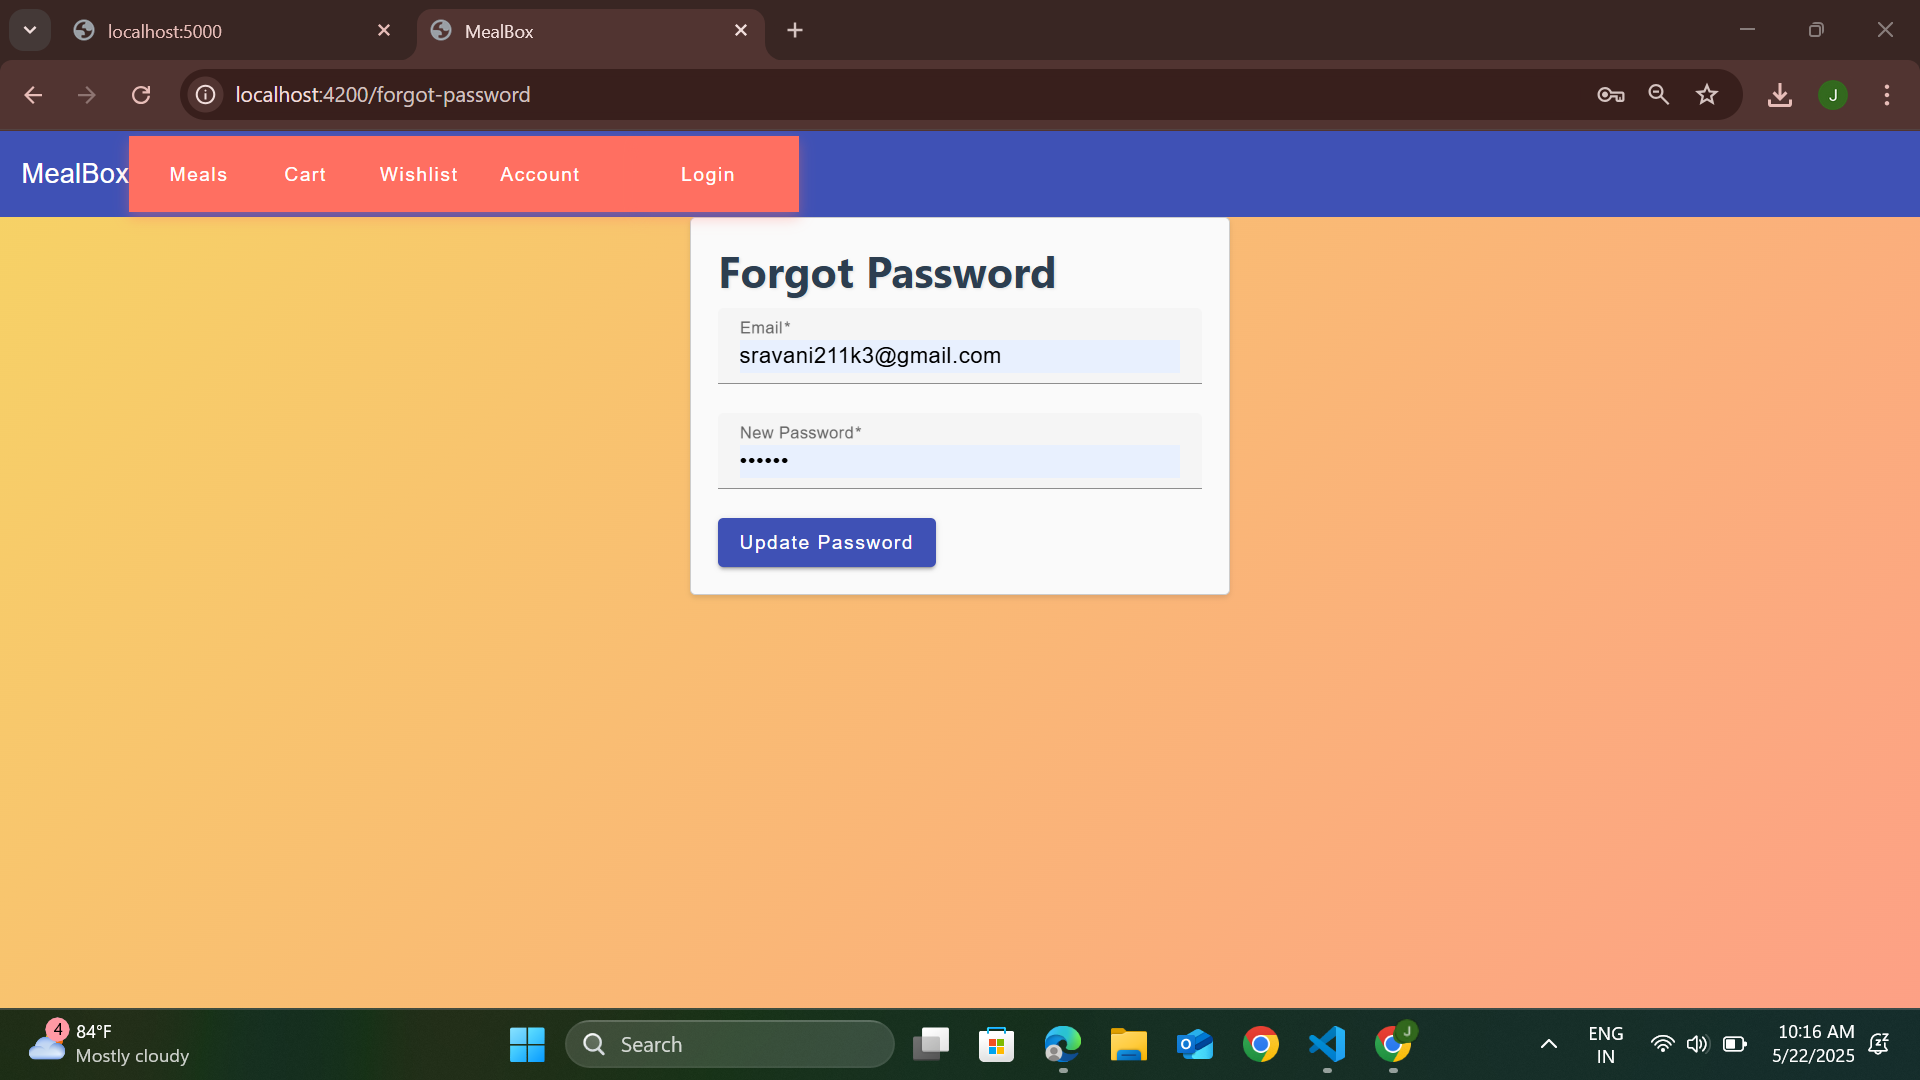 localhost:5000
MealBox
localhost:4200/forgot-password
J
MealBox
Meals
Cart
Wishlist
Account
Login
Forgot Password
Email*
sravani211k3@gmail.com
New Password*
••••••
Update Password
4
84°F
Mostly cloudy
Search
J
ENG
IN
10:16 AM
5/22/2025